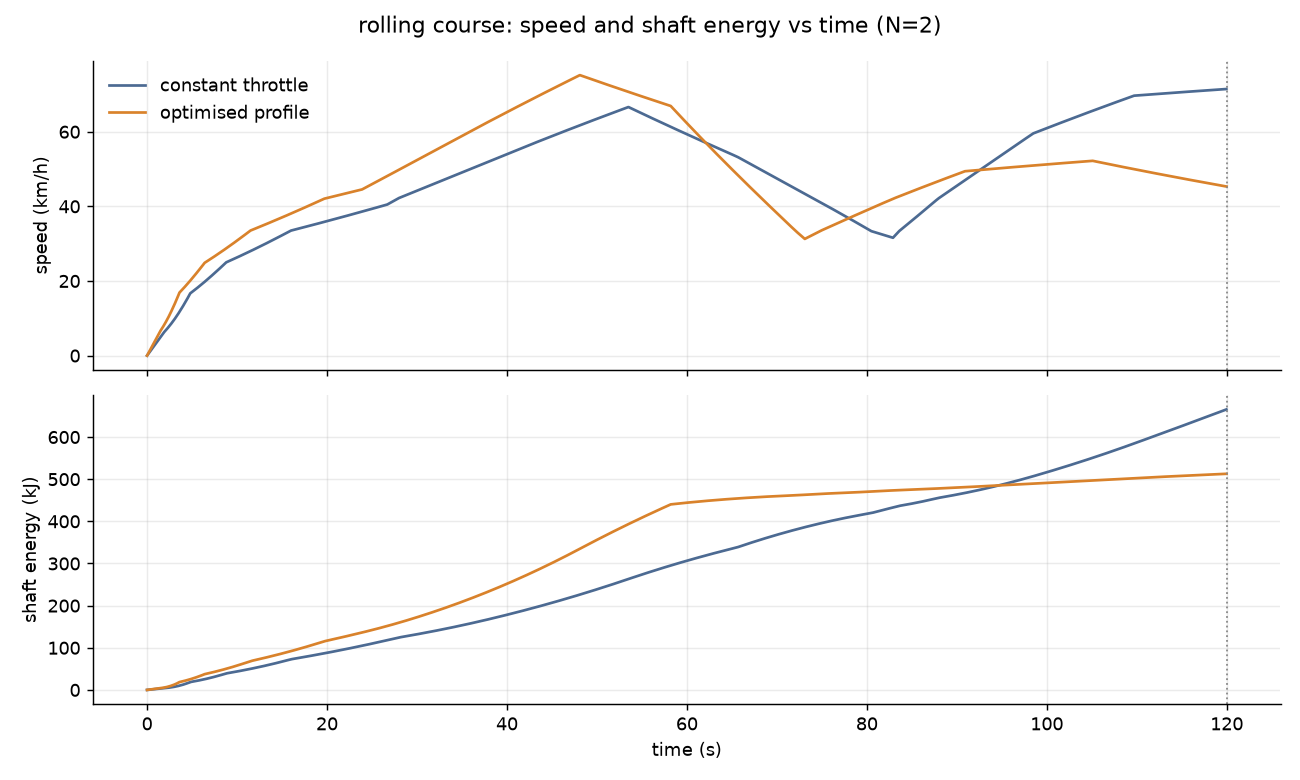 rolling course: speed and shaft energy vs time (N=2)
constant throttle
optimised profile
speed (km/h)
60
40
20
0
shaft energy (kJ)
600
500
400
300
200
100
0
0 20 40 60 80 100 120
time (s)